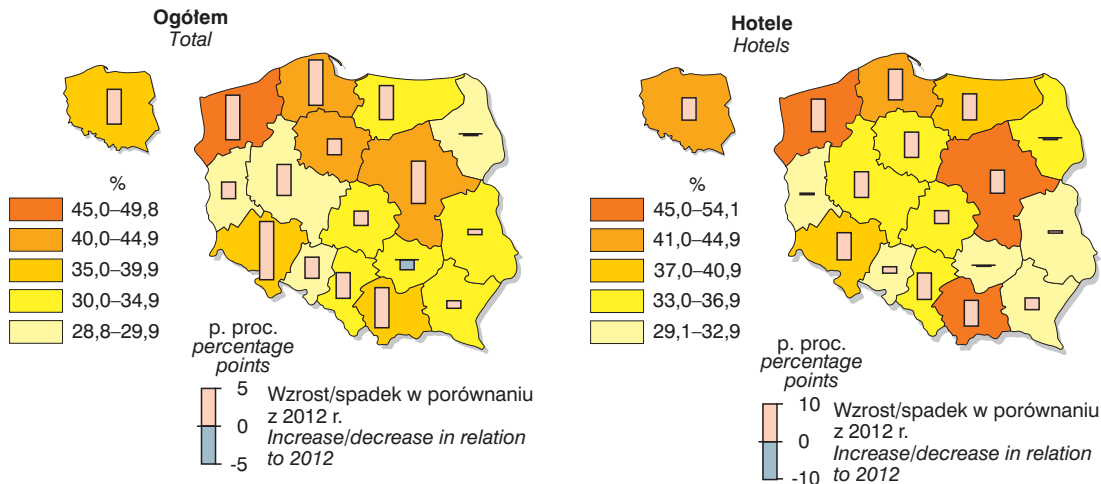 Ogółem
Total
%
45,0–49,8
40,0–44,9
35,0–39,9
30,0–34,9
28,8–29,9
p. proc.
percentage
points
5
0
-5
Wzrost/spadek w porównaniu
z 2012 r.
Increase/decrease in relation
to 2012
Hotele
Hotels
%
45,0–54,1
41,0–44,9
37,0–40,9
33,0–36,9
29,1–32,9
p. proc.
percentage
points
10
0
-10
Wzrost/spadek w porównaniu
z 2012 r.
Increase/decrease in relation
to 2012